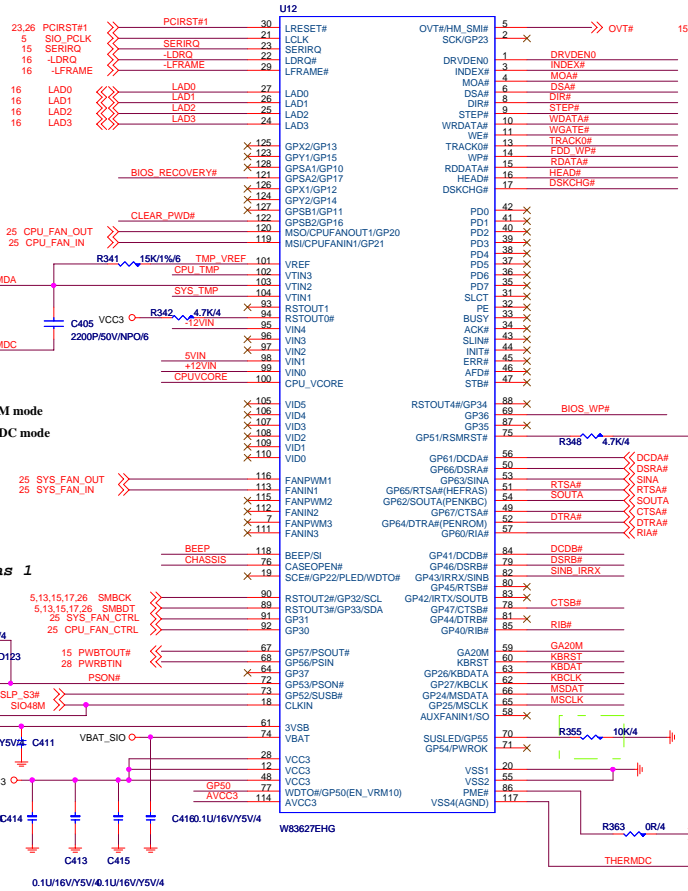 U12
23,26 PCIRST#1 PCIRST#1 30 LRESET# OVT#/HM_SMI# 5 OVT# 15
5 SIO_PCLK 21 LCLK SCK/GP23 2
15 SERIRQ SERIRQ 23 SERIRQ
16 -LDRQ -LDRQ 22 LDRQ# DRVDEN0 1 DRVDEN0
16 -LFRAME -LFRAME 29 LFRAME# INDEX# 3 INDEX#
MOA# 4 MOA#
16 LAD0 LAD0 27 LAD0 DSA# 6 DSA#
16 LAD1 LAD1 26 LAD1 DIR# 8 DIR#
16 LAD2 LAD2 25 LAD2 STEP# 9 STEP#
16 LAD3 LAD3 24 LAD3 WRDATA# 10 WDATA#
WE# 11 WGATE#
125 GPX2/GP13 TRACK0# 13 TRACK0#
123 GPY1/GP15 WP# 14 FDD_WP#
128 GPSA1/GP10 RDDATA# 15 RDATA#
BIOS_RECOVERY# 121 GPSA2/GP17 HEAD# 16 HEAD#
126 GPX1/GP12 DSKCHG# 17 DSKCHG#
124 GPY2/GP14
127 GPSB1/GP11 PD0 42
CLEAR_PWD# 122 GPSB2/GP16 PD1 41
25 CPU_FAN_OUT 120 MSO/CPUFANOUT1/GP20 PD2 40
25 CPU_FAN_IN 119 MSI/CPUFANIN1/GP21 PD3 39
PD4 38
R341 15K/1%/6 TMP_VREF 101 VREF PD5 37
CPU_TMP 102 VTIN3 PD6 36
MDA 103 VTIN2 PD7 35
SYS_TMP 104 VTIN1 SLCT 31
93 RSTOUT1 PE 32
C405 VCC3 R342 4.7K/4 94 RSTOUT0# BUSY 33
2200P/50V/NPO/6 -12VIN 95 VIN4 ACK# 34
96 VIN3 SLIN# 43
MDC 97 VIN2 INIT# 44
5VIN 98 VIN1 ERR# 45
+12VIN 99 VIN0 AFD# 46
CPUVCORE 100 CPU_VCORE STB# 47
105 VID5 RSTOUT4#/GP34 88
M mode 106 VID4 GP36 69 BIOS_WP#
107 VID3 GP35 87
DC mode 108 VID2 GP51/RSMRST# 75 R348 4.7K/4
109 VID1
110 VID0 GP61/DCDA# 56 DCDA#
GP66/DSRA# 50 DSRA#
25 SYS_FAN_OUT 116 FANPWM1 GP63/SINA 53 SINA
25 SYS_FAN_IN 113 FANIN1 GP65/RTSA#(HEFRAS) 51 RTSA# RTSA#
115 FANPWM2 GP62/SOUTA(PENKBC) 54 SOUTA SOUTA
112 FANIN2 GP67/CTSA# 49 CTSA#
7 FANPWM3 GP64/DTRA#(PENROM) 52 DTRA# DTRA#
111 FANIN3 GP60/RIA# 57 RIA#
BEEP 118 BEEP/SI GP41/DCDB# 84 DCDB#
CHASSIS 76 CASEOPEN# GP46/DSRB# 79 DSRB#
as 1 19 SCE#/GP22/PLED/WDTO# GP43/IRRX/SINB 82 SINB_IRRX
GP45/RTSB# 80
5,13,15,17,26 SMBCK 90 RSTOUT2#/GP32/SCL GP42/IRTX/SOUTB 83
5,13,15,17,26 SMBDT 89 RSTOUT3#/GP33/SDA GP47/CTSB# 78 CTSB#
25 SYS_FAN_CTRL 91 GP31 GP44/DTRB# 81
25 CPU_FAN_CTRL 92 GP30 GP40/RIB# 85 RIB#
/4
D123 15 PWBTOUT# 67 GP57/PSOUT# GA20M 59 GA20M
28 PWRBTIN 68 GP56/PSIN KBRST 60 KBRST
64 GP37 GP26/KBDATA 63 KBDAT
PSON# 72 GP53/PSON# GP27/KBCLK 62 KBCLK
SLP_S3# 73 GP52/SUSB# GP24/MSDATA 66 MSDAT
SIO48M 18 CLKIN GP25/MSCLK 65 MSCLK
AUXFANIN1/SO 58
61 3VSB
Y5V/4 C411 VBAT_SIO 74 VBAT SUSLED/GP55 70 R355 10K/4
GP54/PWROK 71
28 VCC3
3 12 VCC3 VSS1 20
48 VCC3 VSS2 55
GP50 77 WDTO#/GP50(EN_VRM10) PME# 86
AVCC3 114 AVCC3 VSS4(AGND) 117
C414 C4160.1U/16V/Y5V/4 W83627EHG R363 0R/4
C413 C415 THERMDC
0.1U/16V/Y5V/40.1U/16V/Y5V/4